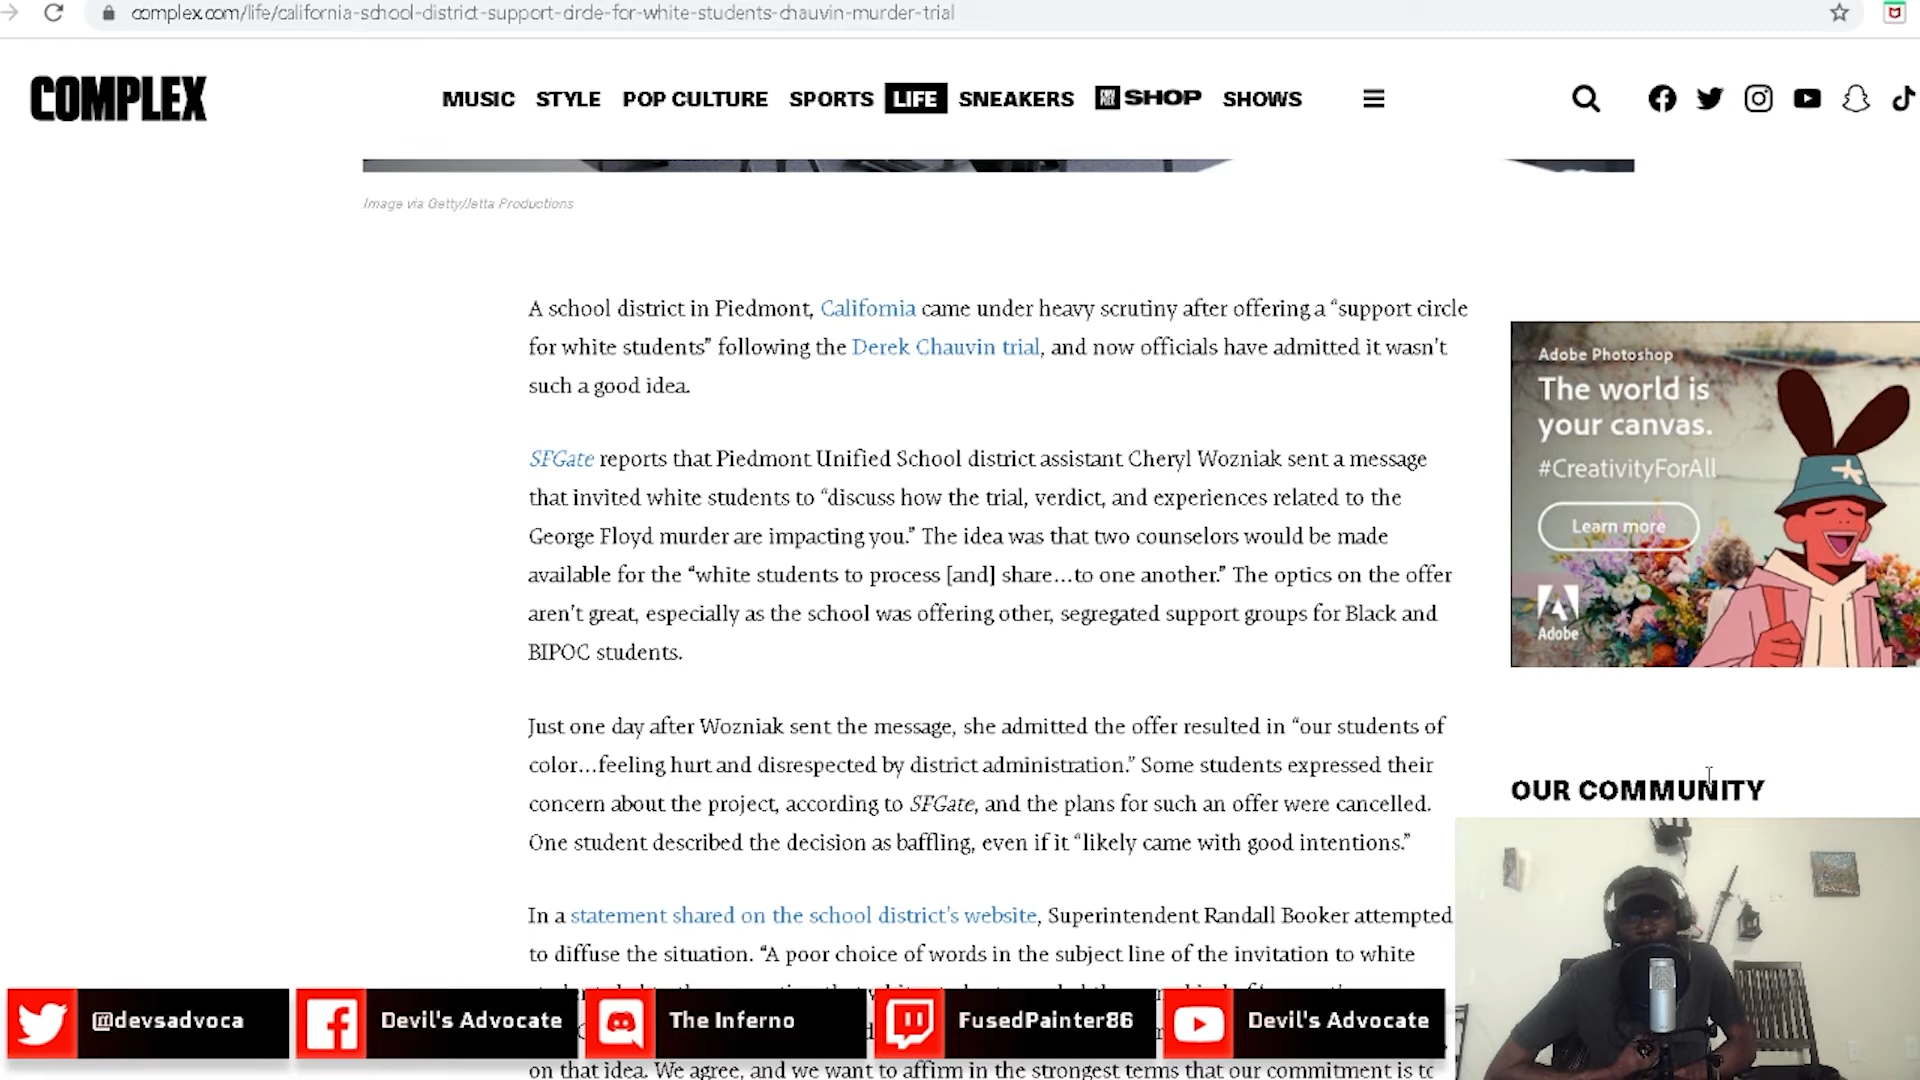 complex.com/life/california-school-district-support-circle-for-white-students-chauvin-murder-trial
COMPLEX
MUSIC STYLE POP CULTURE SPORTS LIFE SNEAKERS SHOP SHOWS
Image via Getty/Jetta Productions
A school district in Piedmont, California came under heavy scrutiny after offering a “support circle
for white students” following the Derek Chauvin trial, and now officials have admitted it wasn’t
such a good idea.
SFGate reports that Piedmont Unified School district assistant Cheryl Wozniak sent a message
that invited white students to “discuss how the trial, verdict, and experiences related to the
George Floyd murder are impacting you.” The idea was that two counselors would be made
available for the “white students to process [and] share…to one another.” The optics on the offer
aren’t great, especially as the school was offering other, segregated support groups for Black and
BIPOC students.
Just one day after Wozniak sent the message, she admitted the offer resulted in “our students of
color…feeling hurt and disrespected by district administration.” Some students expressed their
concern about the project, according to SFGate, and the plans for such an offer were cancelled.
One student described the decision as baffling, even if it “likely came with good intentions.”
In a statement shared on the school district’s website, Superintendent Randall Booker attempted
to diffuse the situation. “A poor choice of words in the subject line of the invitation to white
on that idea. We agree, and we want to affirm in the strongest terms that our commitment is to
Adobe Photoshop
The world is
your canvas.
#CreativityForAll
Learn more
Adobe
OUR COMMUNITY
@devsadvoca
Devil's Advocate
The Inferno
FusedPainter86
Devil's Advocate